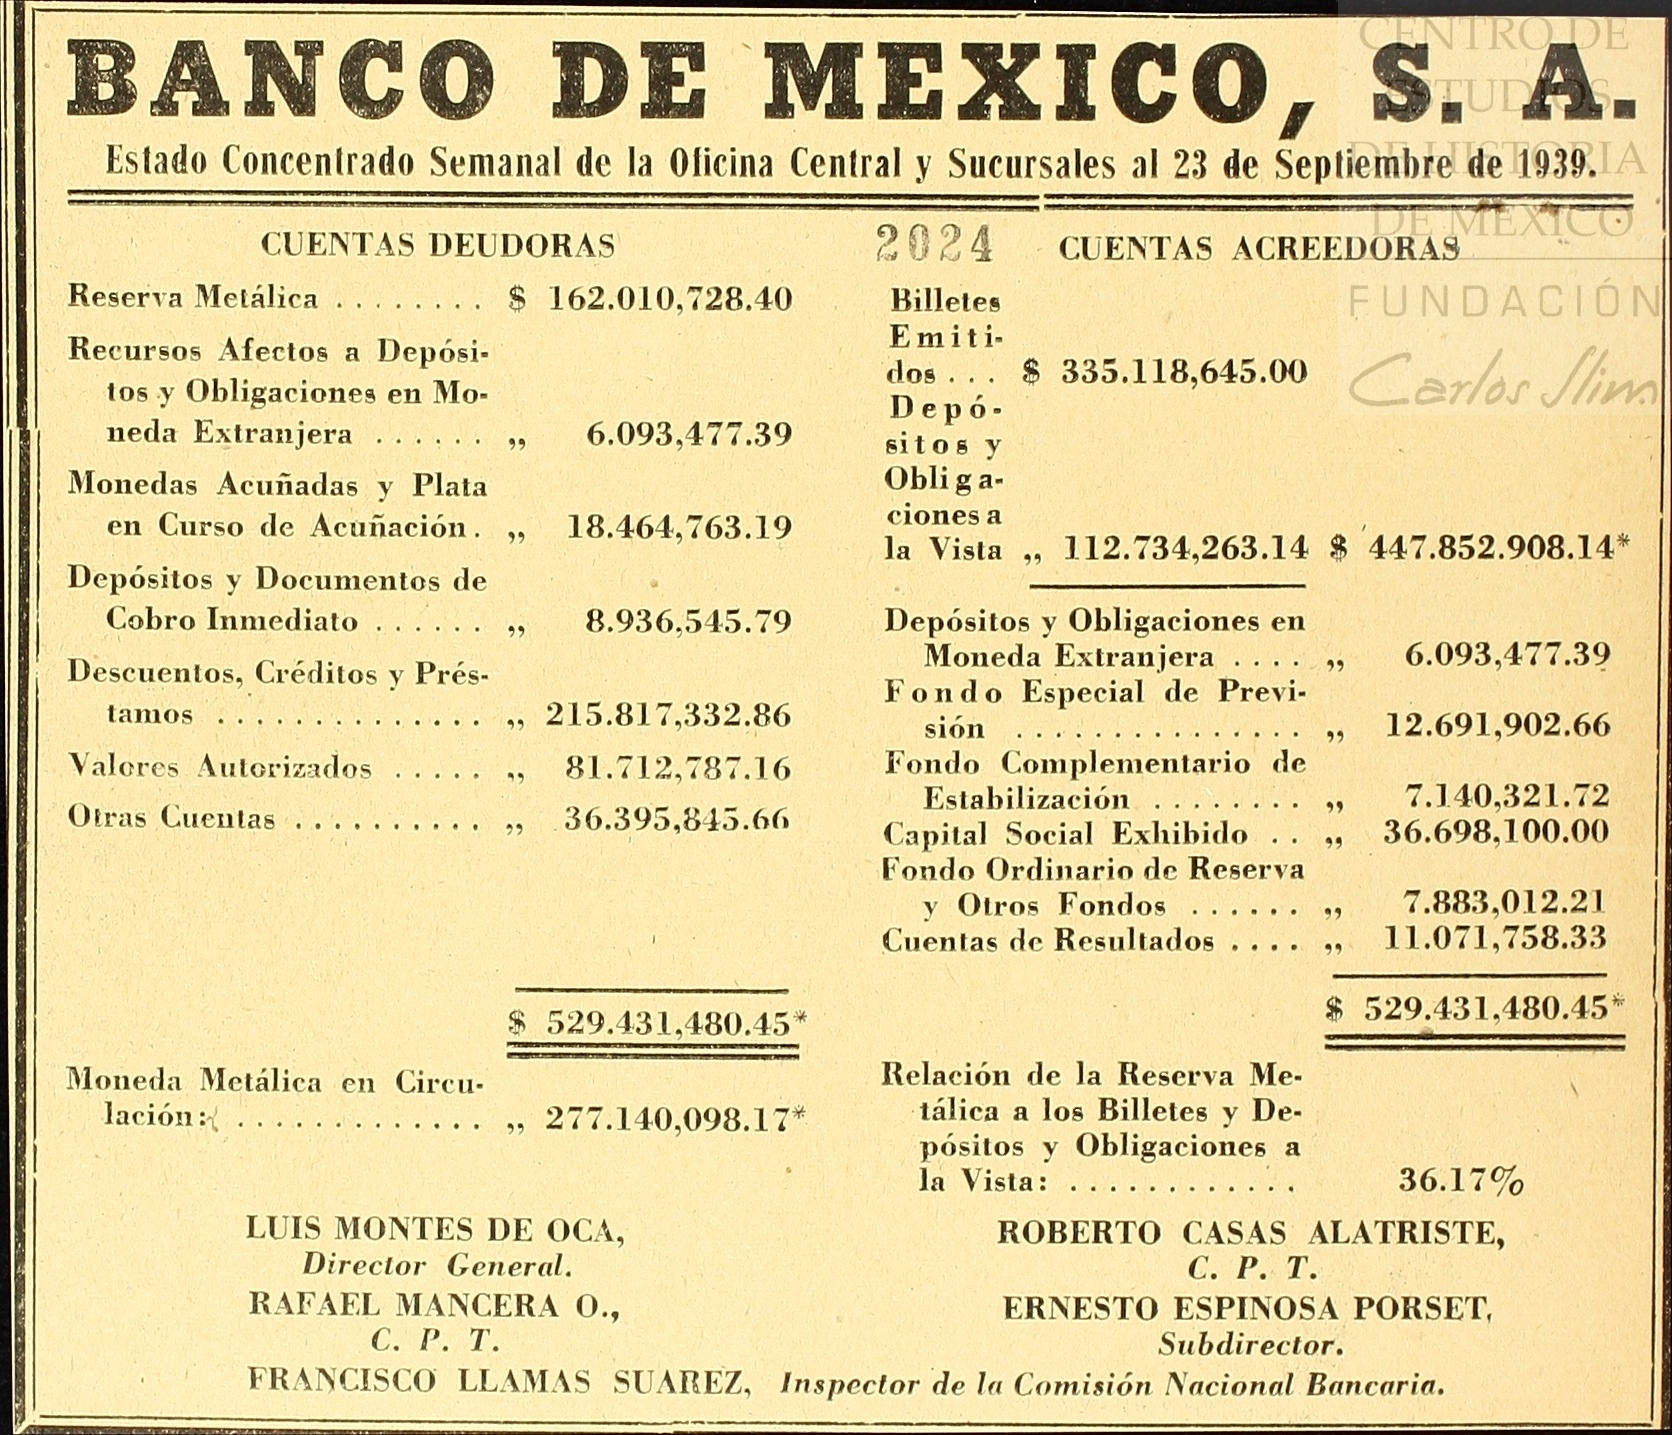 BANCO DE MEXICO, S. A.
Estado Concentrado Semanal de la Oficina Central y Sucursales al 23 de Septiembre de 1939.
CUENTAS DEUDORAS
Reserva Metálica ........ $ 162.010,728.40
Recursos Afectos a Depósi-
tos y Obligaciones en Mo-
neda Extranjera ...... ,, 6.093,477.39
Monedas Acuñadas y Plata
en Curso de Acuñación. ,, 18.464,763.19
Depósitos y Documentos de
Cobro Inmediato ...... ,, 8.936,545.79
Descuentos, Créditos y Prés-
tamos .............. ,, 215.817,332.86
Valores Autorizados ..... ,, 81.712,787.16
Otras Cuentas .......... ,, 36.395,845.66
$ 529.431,480.45*
Moneda Metálica en Circu-
lación: ............. ,, 277.140,098.17*
2024
CUENTAS ACREEDORAS
Billetes
Emiti-
dos ... $ 335.118,645.00
Depó-
sitos y
Obliga-
ciones a
la Vista ,, 112.734,263.14 $ 447.852.908.14*
Depósitos y Obligaciones en
Moneda Extranjera .... ,, 6.093,477.39
Fondo Especial de Previ-
sión ............... ,, 12.691,902.66
Fondo Complementario de
Estabilización ........ ,, 7.140,321.72
Capital Social Exhibido .. ,, 36.698,100.00
Fondo Ordinario de Reserva
y Otros Fondos ...... ,, 7.883,012.21
Cuentas de Resultados .... ,, 11.071,758.33
$ 529.431,480.45*
Relación de la Reserva Me-
tálica a los Billetes y De-
pósitos y Obligaciones a
la Vista: ............ 36.17%
LUIS MONTES DE OCA,
Director General.
RAFAEL MANCERA O.,
C. P. T.
ROBERTO CASAS ALATRISTE,
C. P. T.
ERNESTO ESPINOSA PORSET,
Subdirector.
FRANCISCO LLAMAS SUAREZ, Inspector de la Comisión Nacional Bancaria.
CENTRO DE
ESTUDIOS
DE HISTORIA
DE MÉXICO
FUNDACIÓN
Carlos Slim